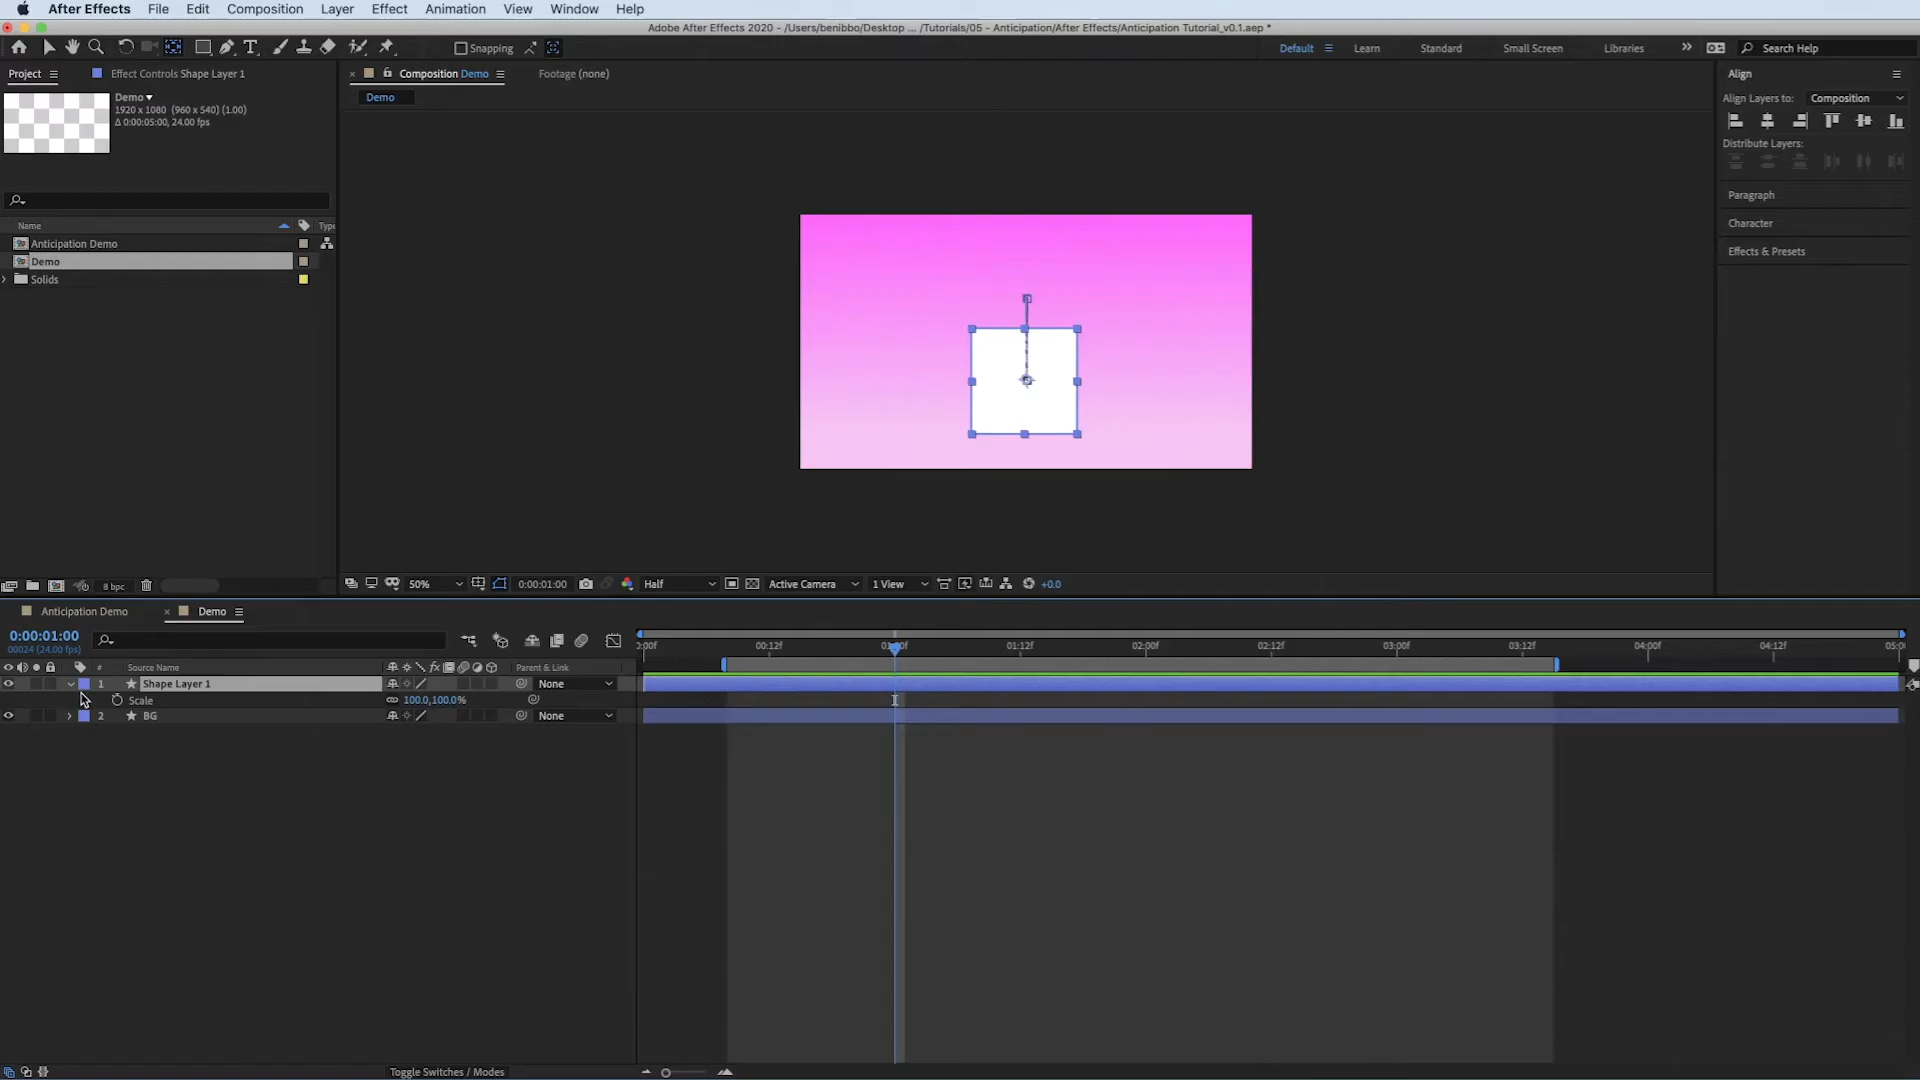 After Effects File Edit Composition Layer Effect Animation View Window Help
Adobe After Effects 2020 - /Users/benibbo/Desktop ... /Tutorials/05 - Anticipation/After Effects/Anticipation Tutorial_v0.1.aep *
Snapping Default Learn Standard Small Screen Libraries Search Help
Project Effect Controls Shape Layer 1 Composition Demo Footage (none) Align
Demo
1920 x 1080 (960 x 540) (1.00)
Δ 0:00:05:00, 24.00 fps
Demo
Align Layers to: Composition
Distribute Layers:
Paragraph
Character
Effects & Presets
Name Type
Anticipation Demo
Demo
Solids
8 bpc 50% 0:00:01:00 Half Active Camera 1 View +0.0
Anticipation Demo Demo
0:00:01:00
00024 (24.00 fps)
:00f 00:12f 01:00f 01:12f 02:00f 02:12f 03:00f 03:12f 04:00f 04:12f 05:0
# Source Name fx Parent & Link
1 Shape Layer 1 None
Scale 100.0,100.0%
2 BG None
Toggle Switches / Modes